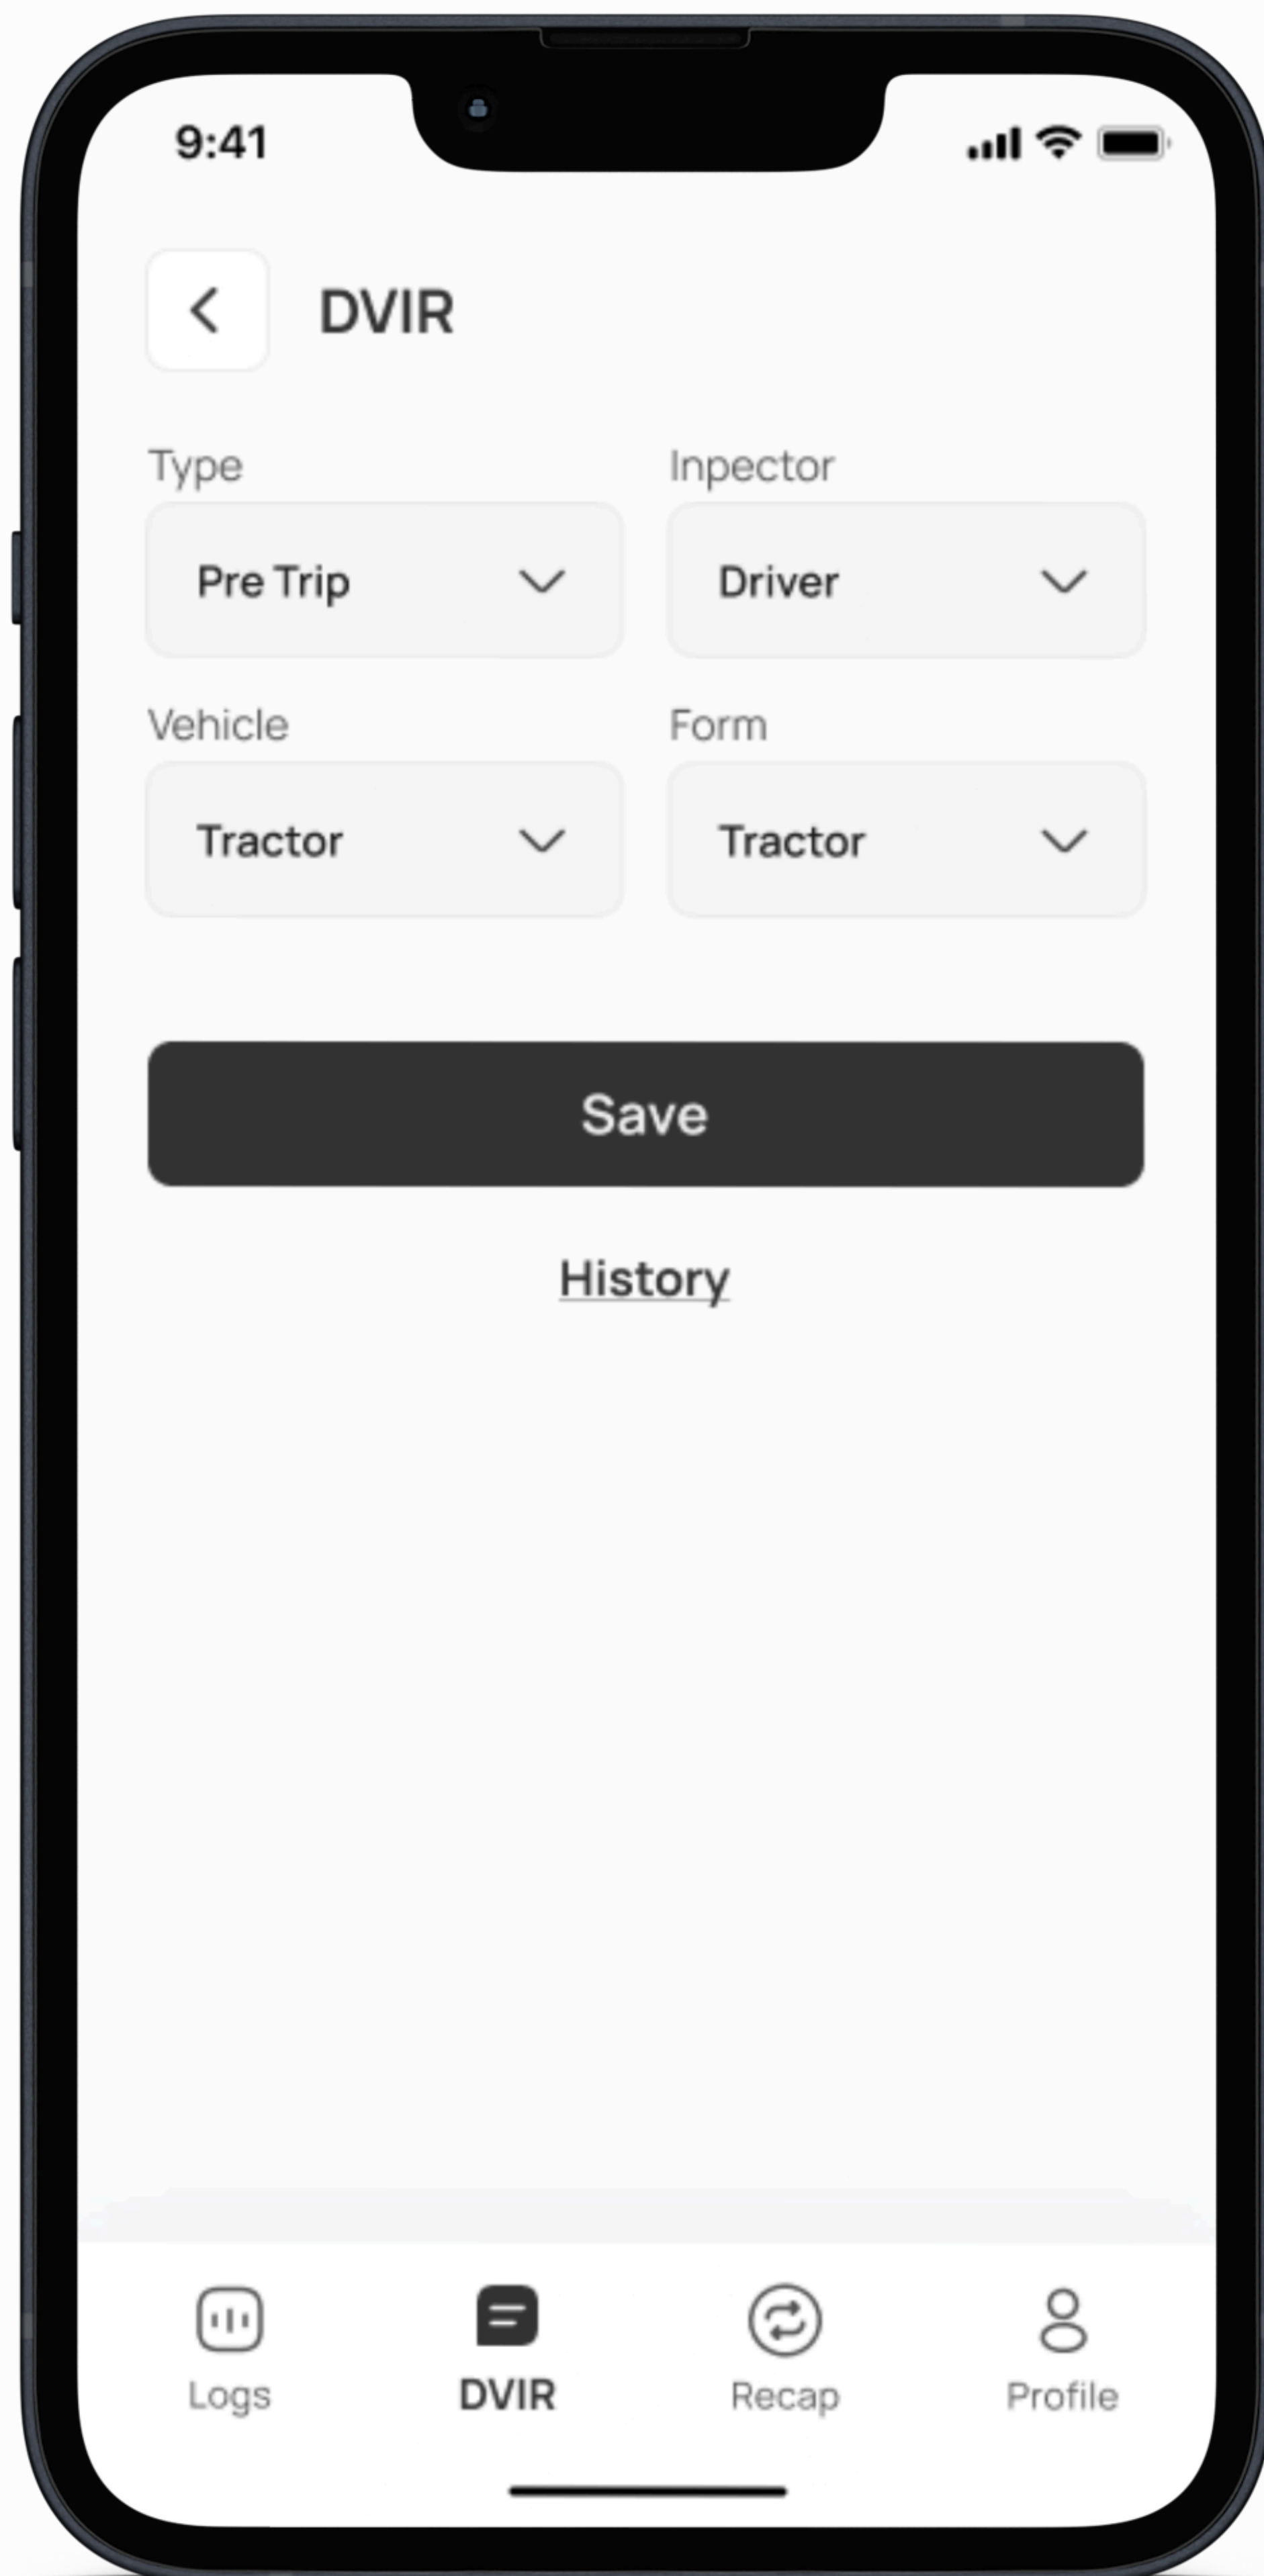 9:41
DVIR
Type Inpector
Pre Trip Driver
Vehicle Form
Tractor Tractor
Save
History
Logs DVIR Recap Profile